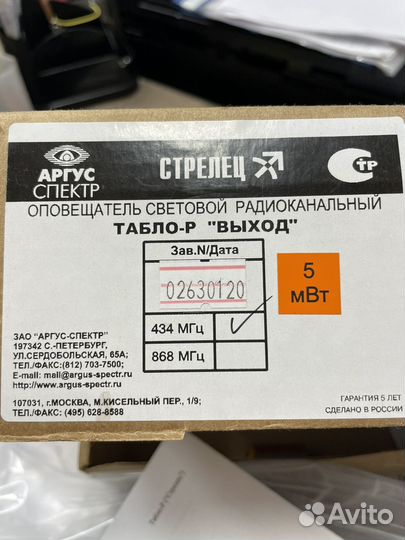 АРГУС
СПЕКТР
СТРЕЛЕЦ
СТР
ОПОВЕЩАТЕЛЬ СВЕТОВОЙ РАДИОКАНАЛЬНЫЙ
ТАБЛО-Р "ВЫХОД"
Зав.N/Дата
02630120
434 МГц
868 МГц
5
мВт
ЗАО "АРГУС-СПЕКТР"
197342 С.-ПЕТЕРБУРГ,
УЛ.СЕРДОБОЛЬСКАЯ, 65А;
ТЕЛ./ФАКС:(812) 703-7500;
E-mail: mail@argus-spectr.ru
http://www.argus-spectr.ru
107031, г.МОСКВА, М.КИСЕЛЬНЫЙ ПЕР., 1/9;
ТЕЛ./ФАКС: (495) 628-8588
ГАРАНТИЯ 5 ЛЕТ
СДЕЛАНО В РОССИИ
Avito